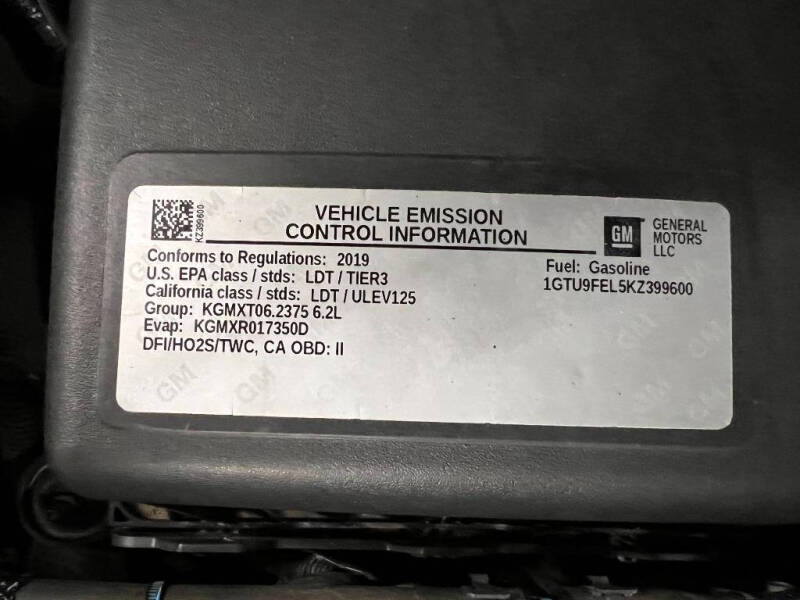 KZ399600
VEHICLE EMISSION
CONTROL INFORMATION
GM
GENERAL
MOTORS
LLC
Conforms to Regulations: 2019
U.S. EPA class / stds: LDT / TIER3
California class / stds: LDT / ULEV125
Group: KGMXT06.2375 6.2L
Evap: KGMXR017350D
DFI/HO2S/TWC, CA OBD: II
Fuel: Gasoline
1GTU9FEL5KZ399600